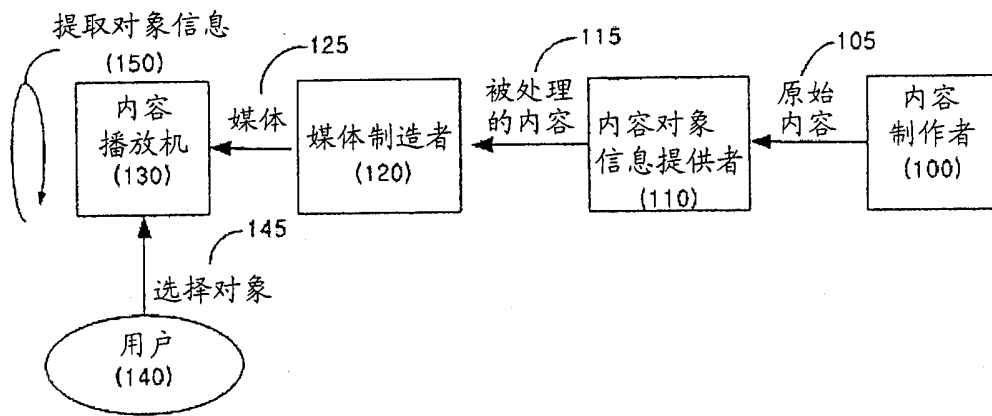 提取对象信息
(150)
内容
播放机
(130)
125
媒体
媒体制造者
(120)
115
被处理
的内容
内容对象
信息提供者
(110)
105
原始
内容
内容
制作者
(100)
145
选择对象
用户
(140)